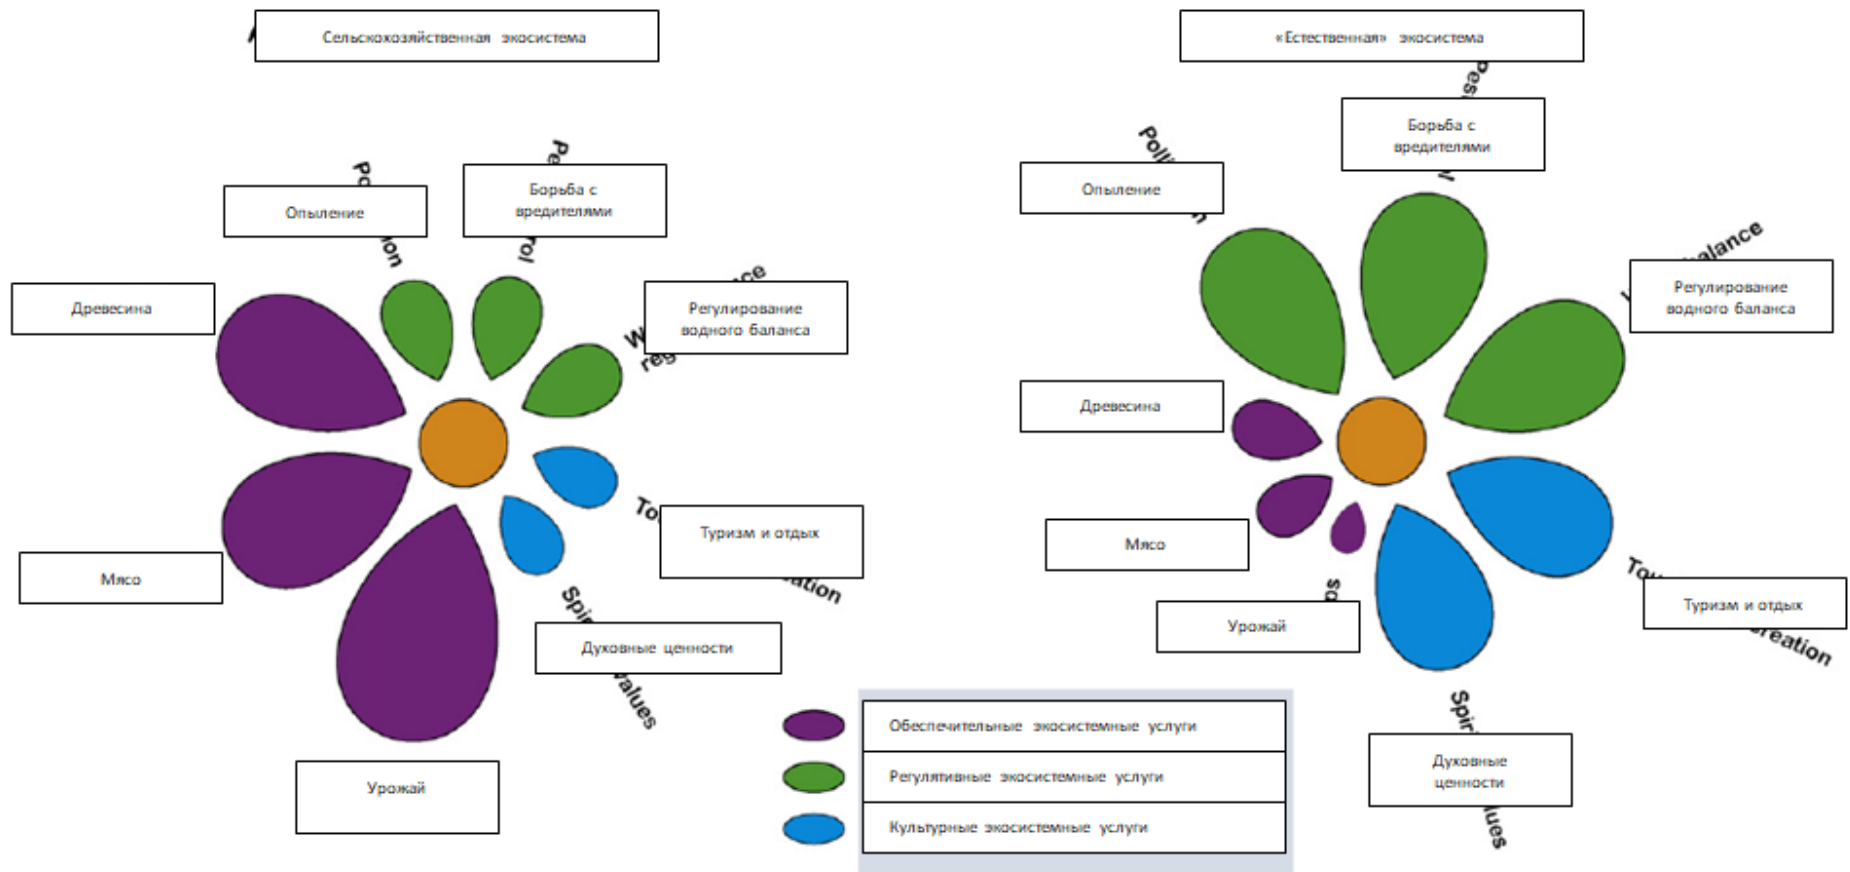 Сельскохозяйственная экосистема
«Естественная» экосистема
Борьба с
вредителями
Опыление
Борьба с
вредителями
Опыление
Древесина
Регулирование
водного баланса
Регулирование
водного баланса
Древесина
Туризм и отдых
Мясо
Мясо
Духовные ценности
Урожай
Туризм и отдых
Урожай
Духовные
ценности
Обеспечительные экосистемные услуги
Регулятивные экосистемные услуги
Культурные экосистемные услуги